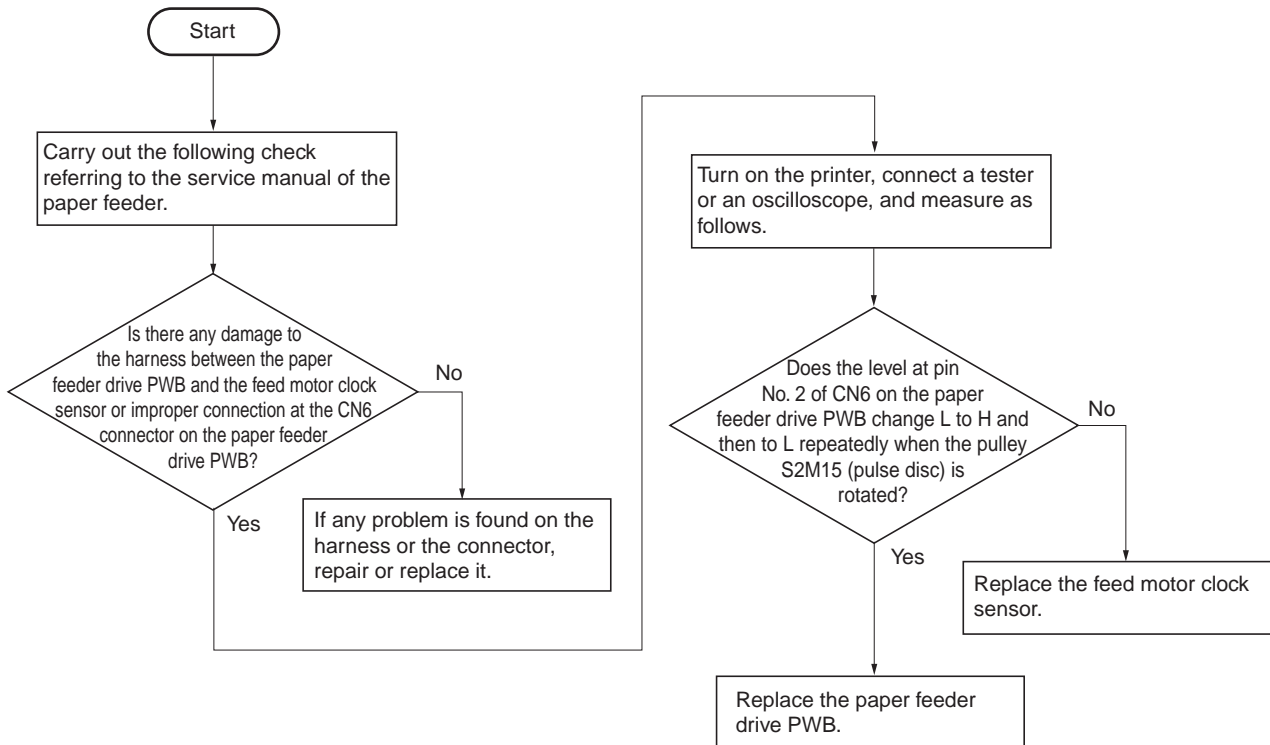 Start
Carry out the following check
referring to the service manual of the
paper feeder.
Is there any damage to
the harness between the paper
feeder drive PWB and the feed motor clock
sensor or improper connection at the CN6
connector on the paper feeder
drive PWB?
No
Yes
If any problem is found on the
harness or the connector,
repair or replace it.
Turn on the printer, connect a tester
or an oscilloscope, and measure as
follows.
Does the level at pin
No. 2 of CN6 on the paper
feeder drive PWB change L to H and
then to L repeatedly when the pulley
S2M15 (pulse disc) is
rotated?
No
Yes
Replace the feed motor clock
sensor.
Replace the paper feeder
drive PWB.